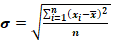 σ = √(∑ⁿᵢ₌₁(xᵢ−x̅)² / n)